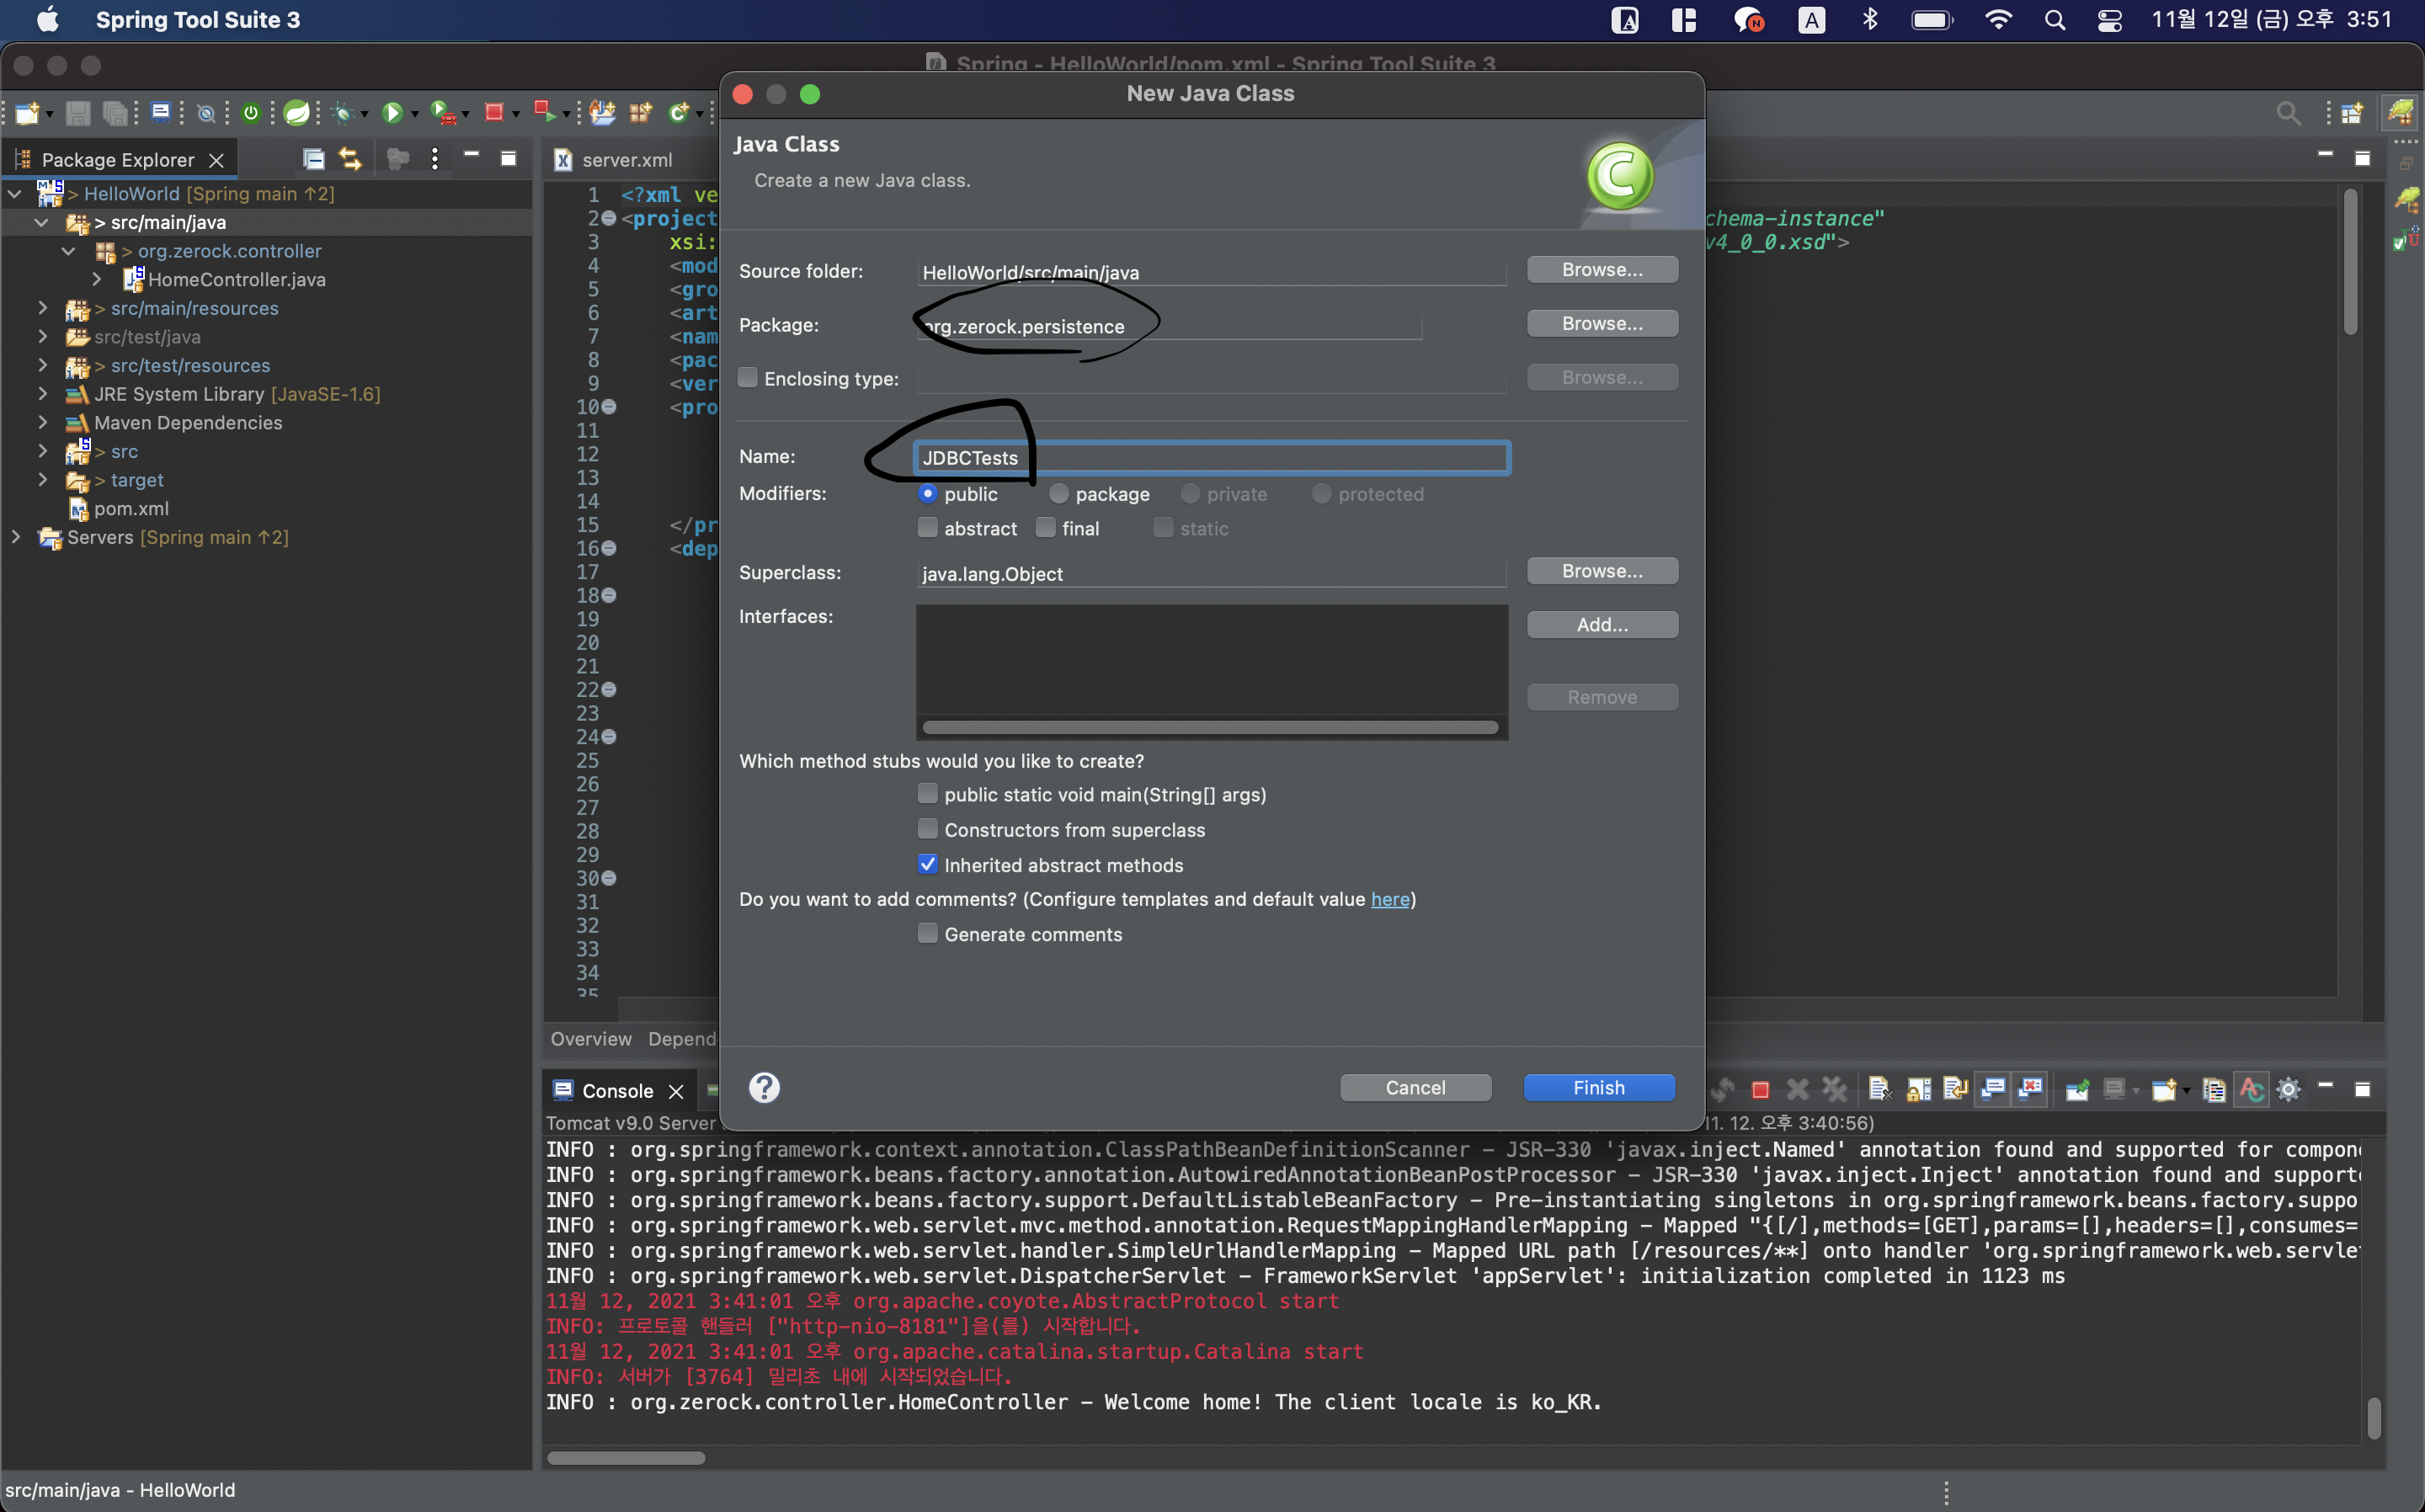 Spring Tool Suite 3
A
N
A
11월 12일 (금) 오후 3:51
Spring - HelloWorld/pom.xml - Spring Tool Suite 3
Package Explorer
> HelloWorld [Spring main ↑2]
> src/main/java
> org.zerock.controller
HomeController.java
> src/main/resources
src/test/java
> src/test/resources
JRE System Library [JavaSE-1.6]
Maven Dependencies
> src
> target
pom.xml
Servers [Spring main ↑2]
server.xml
1 <?xml ve
2 <project
chema-instance"
3 xsi:
v4_0_0.xsd">
4 <mod
5 <gro
6 <art
7 <nam
8 <pac
9 <ver
10 <pro
11
12
13
14
15 </pr
16 <dep
17
18
19
20
21
22
23
24
25
26
27
28
29
30
31
32
33
34
35
Overview Depend
New Java Class
Java Class
Create a new Java class.
Source folder: HelloWorld/src/main/java Browse...
Package: org.zerock.persistence Browse...
Enclosing type: Browse...
Name: JDBCTests
Modifiers: public package private protected
abstract final static
Superclass: java.lang.Object Browse...
Interfaces: Add...
Remove
Which method stubs would you like to create?
public static void main(String[] args)
Constructors from superclass
Inherited abstract methods
Do you want to add comments? (Configure templates and default value here)
Generate comments
? Cancel Finish
Console
Tomcat v9.0 Server
11. 12. 오후 3:40:56)
INFO : org.springframework.context.annotation.ClassPathBeanDefinitionScanner - JSR-330 'javax.inject.Named' annotation found and supported for compon
INFO : org.springframework.beans.factory.annotation.AutowiredAnnotationBeanPostProcessor - JSR-330 'javax.inject.Inject' annotation found and support
INFO : org.springframework.beans.factory.support.DefaultListableBeanFactory - Pre-instantiating singletons in org.springframework.beans.factory.suppo
INFO : org.springframework.web.servlet.mvc.method.annotation.RequestMappingHandlerMapping - Mapped "{[/],methods=[GET],params=[],headers=[],consumes=
INFO : org.springframework.web.servlet.handler.SimpleUrlHandlerMapping - Mapped URL path [/resources/**] onto handler 'org.springframework.web.servle
INFO : org.springframework.web.servlet.DispatcherServlet - FrameworkServlet 'appServlet': initialization completed in 1123 ms
11월 12, 2021 3:41:01 오후 org.apache.coyote.AbstractProtocol start
INFO: 프로토콜 핸들러 ["http-nio-8181"]을(를) 시작합니다.
11월 12, 2021 3:41:01 오후 org.apache.catalina.startup.Catalina start
INFO: 서버가 [3764] 밀리초 내에 시작되었습니다.
INFO : org.zerock.controller.HomeController - Welcome home! The client locale is ko_KR.
src/main/java - HelloWorld